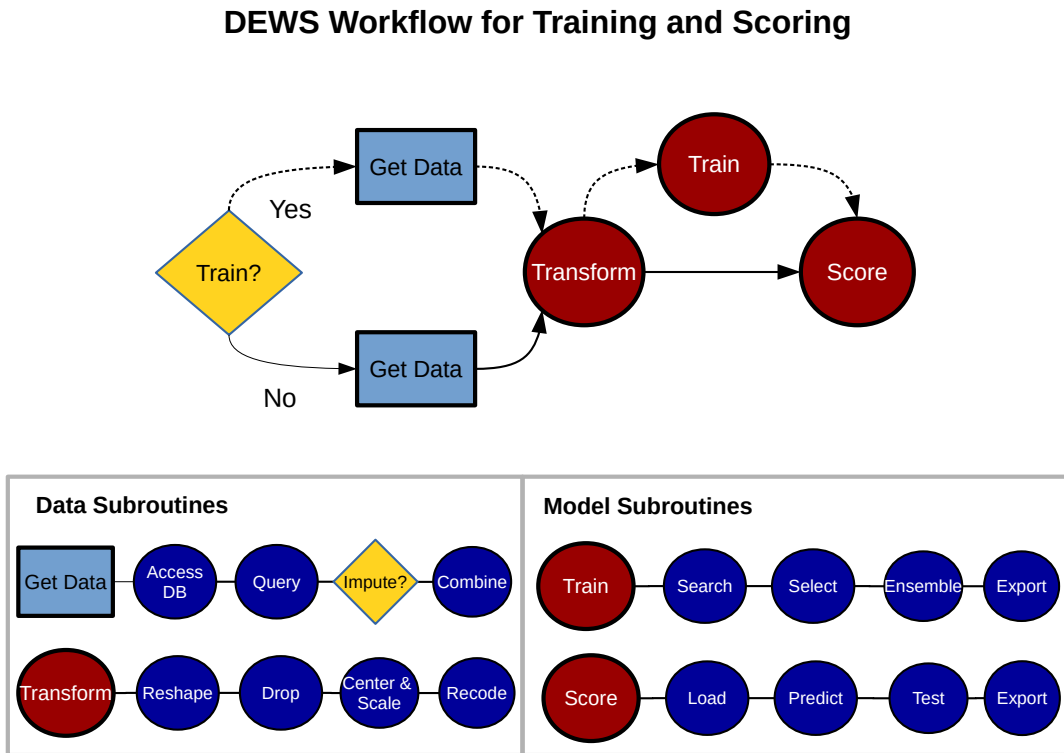 DEWS Workflow for Training and Scoring
Get Data
Train
Yes
Train?
Transform
Score
Get Data
No
Data Subroutines
Get Data
Access
DB
Query
Impute?
Combine
Transform
Reshape
Drop
Center &
Scale
Recode
Model Subroutines
Train
Search
Select
Ensemble
Export
Score
Load
Predict
Test
Export